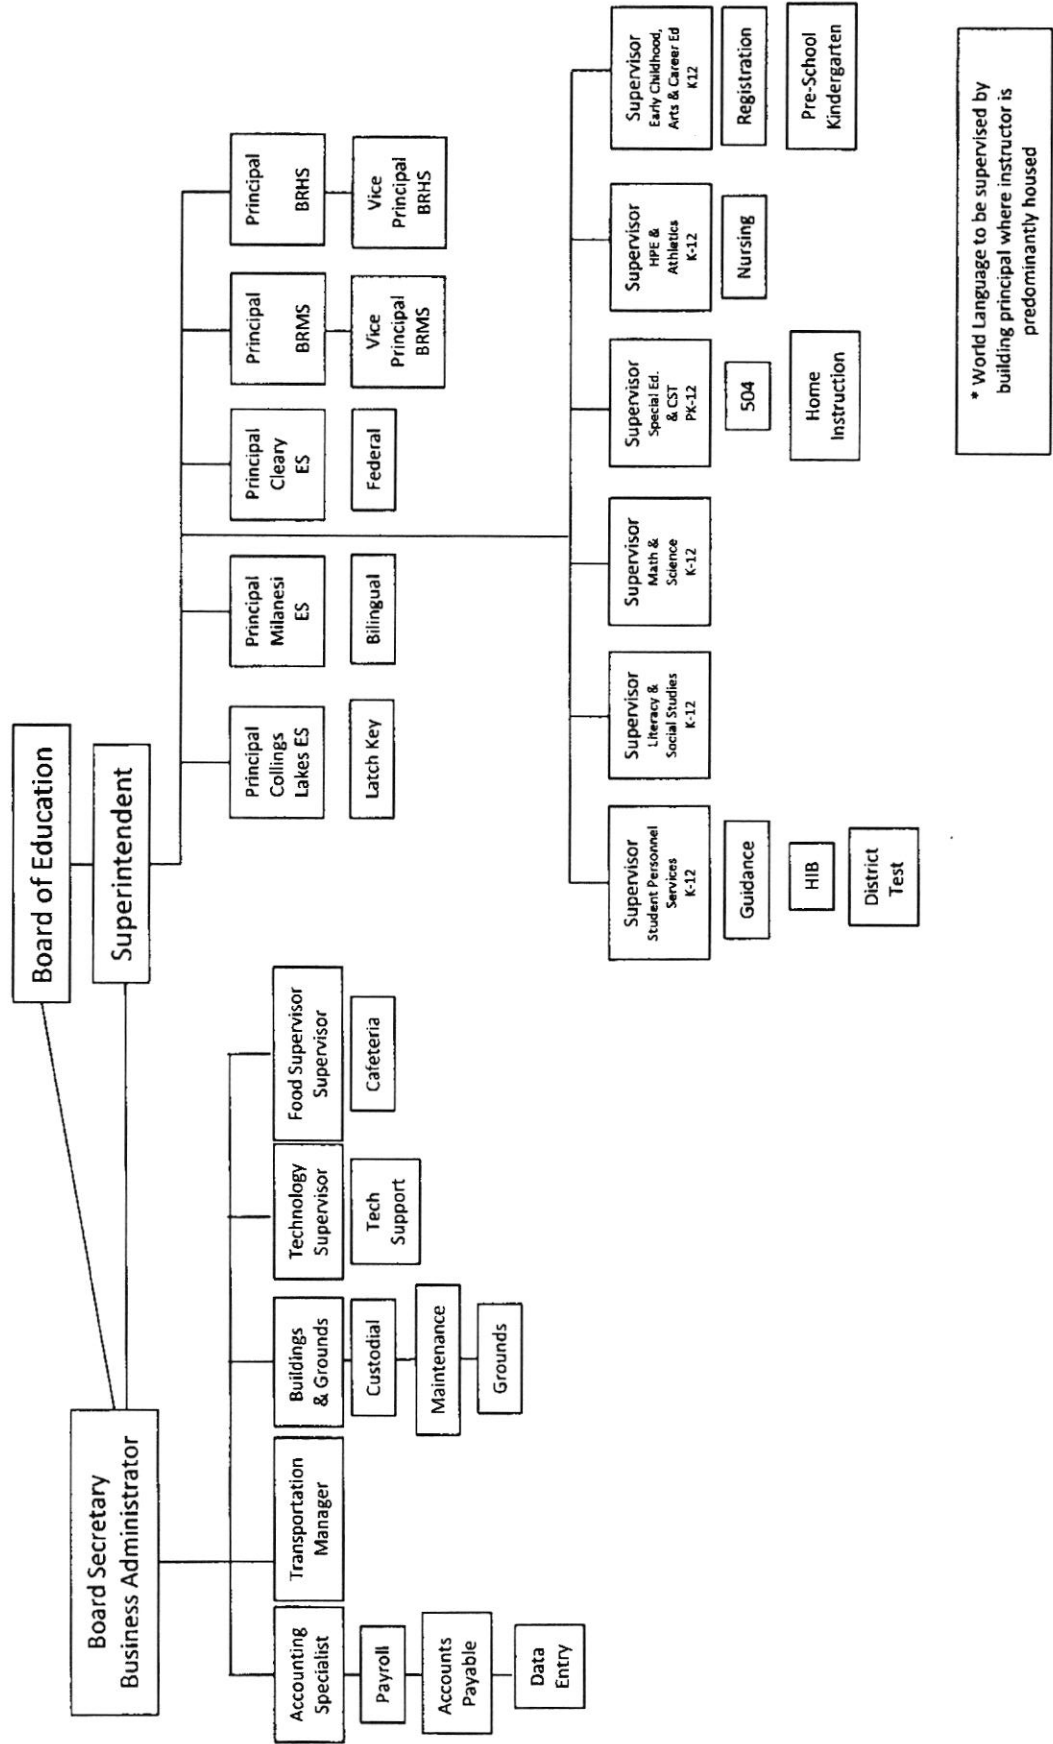 Board of Education
Superintendent
Board Secretary
Business Administrator
Accounting
Specialist
Payroll
Accounts
Payable
Data
Entry
Transportation
Manager
Buildings
& Grounds
Custodial
Maintenance
Grounds
Technology
Supervisor
Tech
Support
Food Supervisor
Supervisor
Cafeteria
Principal
Collings
Lakes ES
Latch Key
Principal
Milanesi
ES
Bilingual
Principal
Cleary
ES
Federal
Principal
BRMS
Vice
Principal
BRMS
Principal
BRHS
Vice
Principal
BRHS
Supervisor
Student Personnel
Services
K-12
Guidance
HIB
District
Test
Supervisor
Literacy &
Social Studies
K-12
Supervisor
Math &
Science
K-12
Supervisor
Special Ed.
& CST
PK-12
504
Home
Instruction
Supervisor
HPE &
Athletics
K-12
Nursing
Supervisor
Early Childhood,
Arts & Career Ed
K12
Registration
Pre-School
Kindergarten
* World Language to be supervised by
building principal where instructor is
predominantly housed